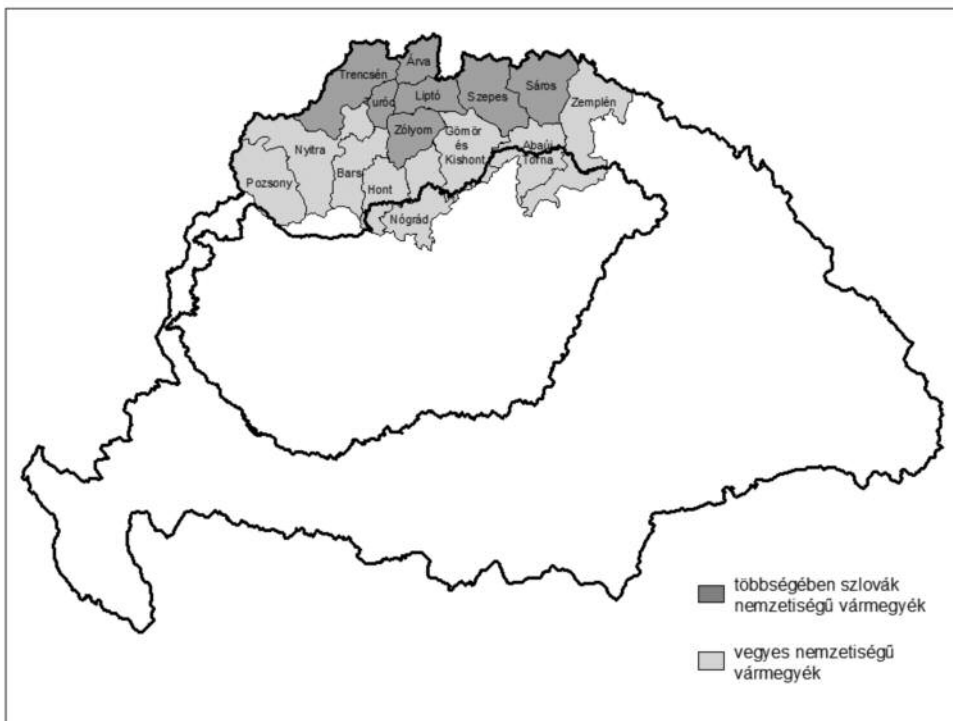 Árva
Trencsén
Turóc
Liptó
Szepes
Sáros
Zemplén
Zólyom
Gömör
és
Kishont
Abaúj
Torna
Nyitra
Bars
Hont
Pozsony
Nógrád
többségében szlovák
nemzetiségű vármegyék
vegyes nemzetiségű
vármegyék